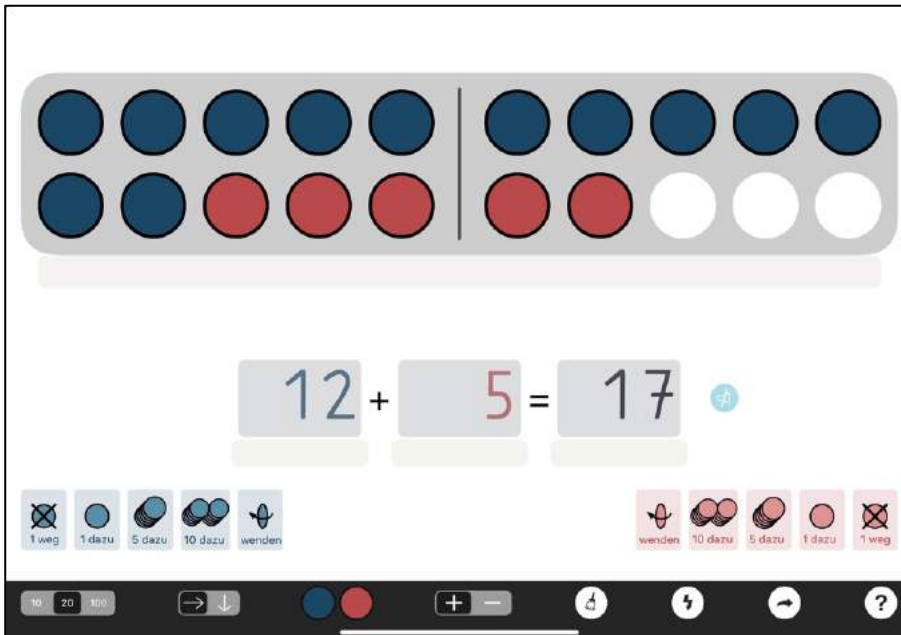 12 + 5 = 17
1 weg 1 dazu 5 dazu 10 dazu wenden
wenden 10 dazu 5 dazu 1 dazu 1 weg
10 20 100 → ↓ + − ?